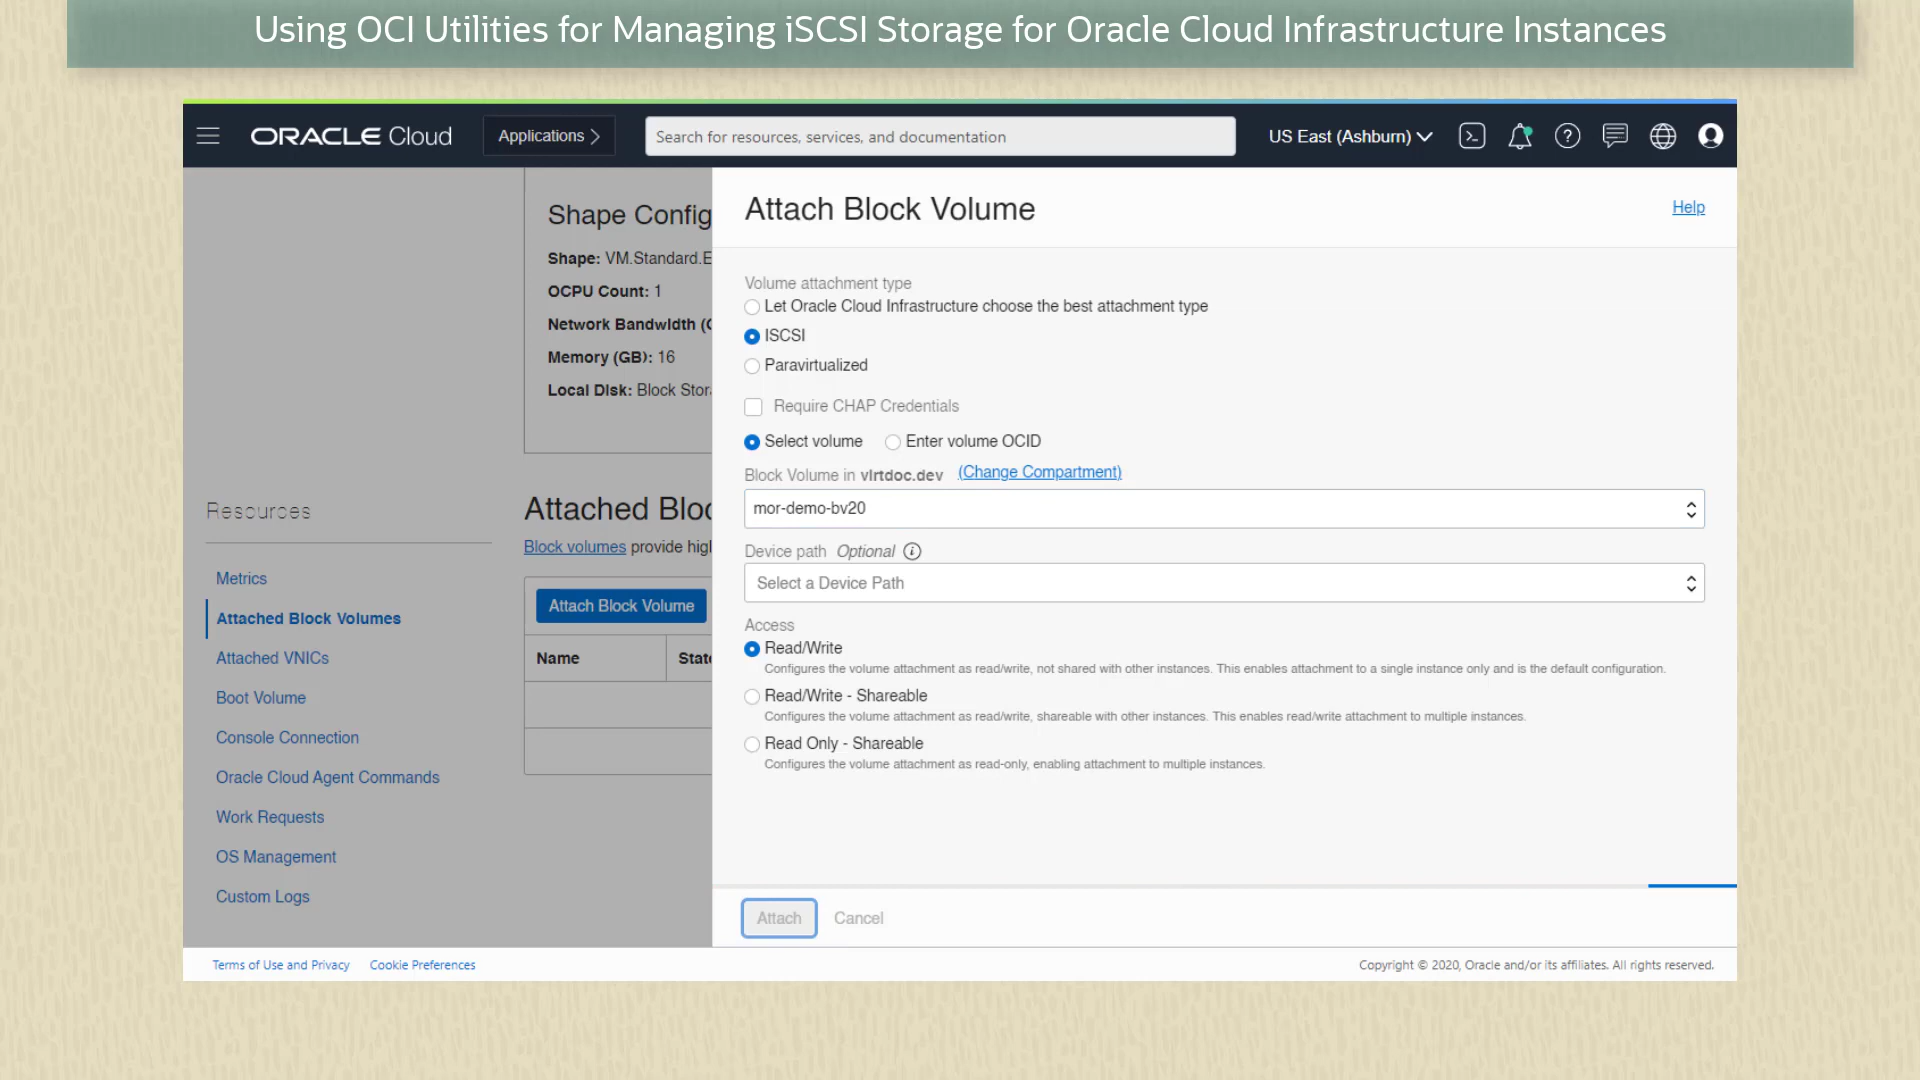 Using OCI Utilities for Managing iSCSI Storage for Oracle Cloud Infrastructure Instances
ORACLE Cloud
Applications
Search for resources, services, and documentation
US East (Ashburn)
Shape Config
Shape: VM.Standard.E
OCPU Count: 1
Network Bandwidth (G
Memory (GB): 16
Local Disk: Block Stor
Resources
Metrics
Attached Block Volumes
Attached VNICs
Boot Volume
Console Connection
Oracle Cloud Agent Commands
Work Requests
OS Management
Custom Logs
Attached Bloc
Block volumes provide higl
Attach Block Volume
Name
State
Attach Block Volume
Help
Volume attachment type
Let Oracle Cloud Infrastructure choose the best attachment type
ISCSI
Paravirtualized
Require CHAP Credentials
Select volume
Enter volume OCID
Block Volume in virtdoc.dev (Change Compartment)
mor-demo-bv20
Device path Optional
Select a Device Path
Access
Read/Write
Configures the volume attachment as read/write, not shared with other instances. This enables attachment to a single instance only and is the default configuration.
Read/Write - Shareable
Configures the volume attachment as read/write, shareable with other instances. This enables read/write attachment to multiple instances.
Read Only - Shareable
Configures the volume attachment as read-only, enabling attachment to multiple instances.
Attach
Cancel
Terms of Use and Privacy
Cookie Preferences
Copyright © 2020, Oracle and/or its affiliates. All rights reserved.